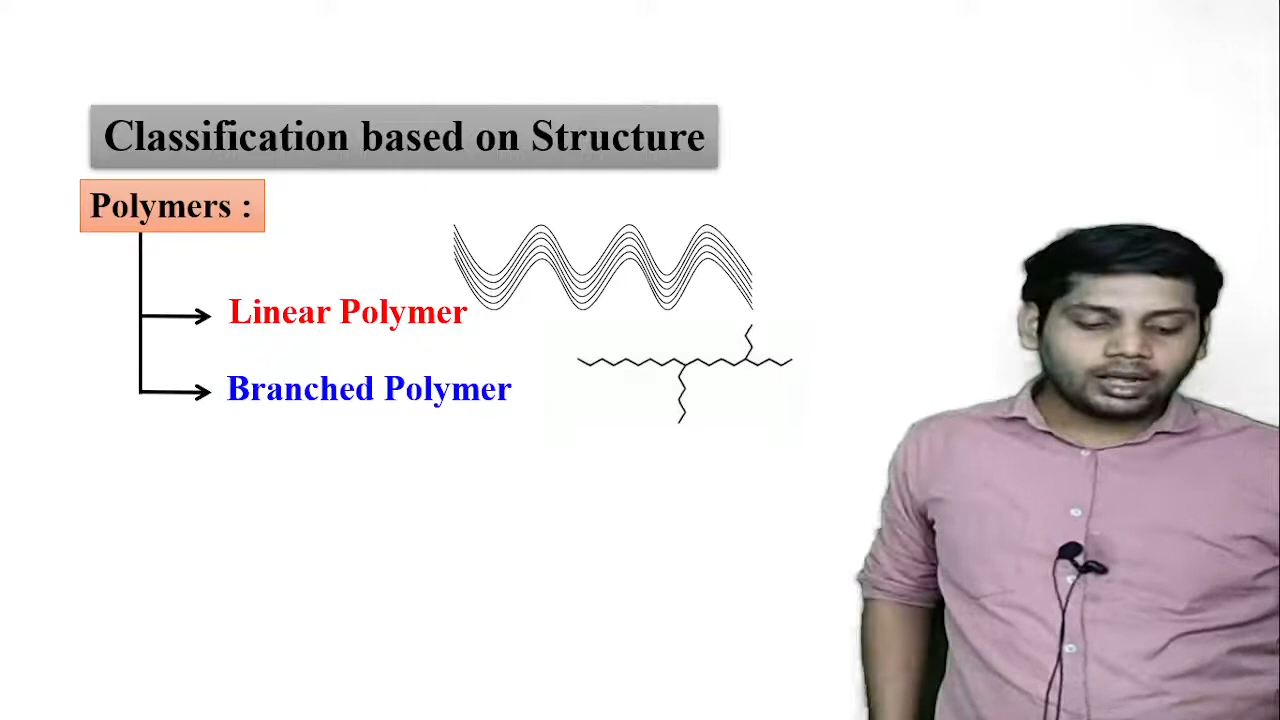 Classification based on Structure
Polymers :
Linear Polymer
Branched Polymer